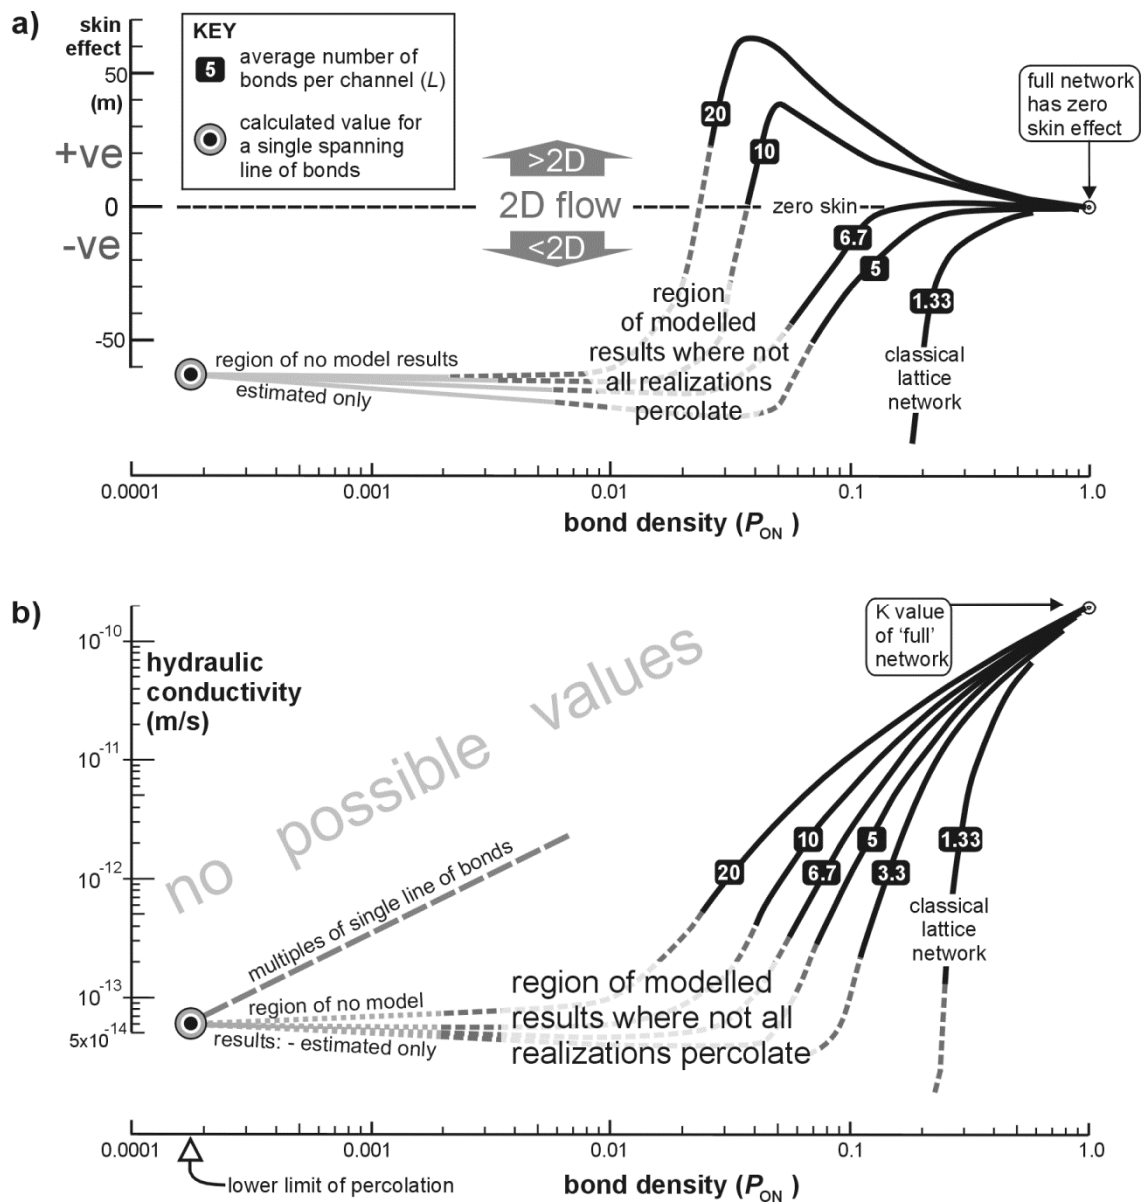 a)
skin
effect
50
(m)
+ve
0
-ve
-50
KEY
5
average number of
bonds per channel (L)
calculated value for
a single spanning
line of bonds
>2D
2D flow
<2D
zero skin
20
10
6.7
5
1.33
full network
has zero
skin effect
region of no model results
estimated only
region
of modelled
results where not
all realizations
percolate
classical
lattice
network
0.0001
0.001
0.01
0.1
1.0
bond density (PON )
b)
10-10
hydraulic
conductivity
(m/s)
10-11
10-12
10-13
5x10-14
no possible values
K value
of 'full'
network
multiples of single line of bonds
20
10
6.7
5
3.3
1.33
classical
lattice
network
region of no model
results: - estimated only
region of modelled
results where not all
realizations percolate
0.0001
0.001
0.01
0.1
1.0
lower limit of percolation
bond density (PON )